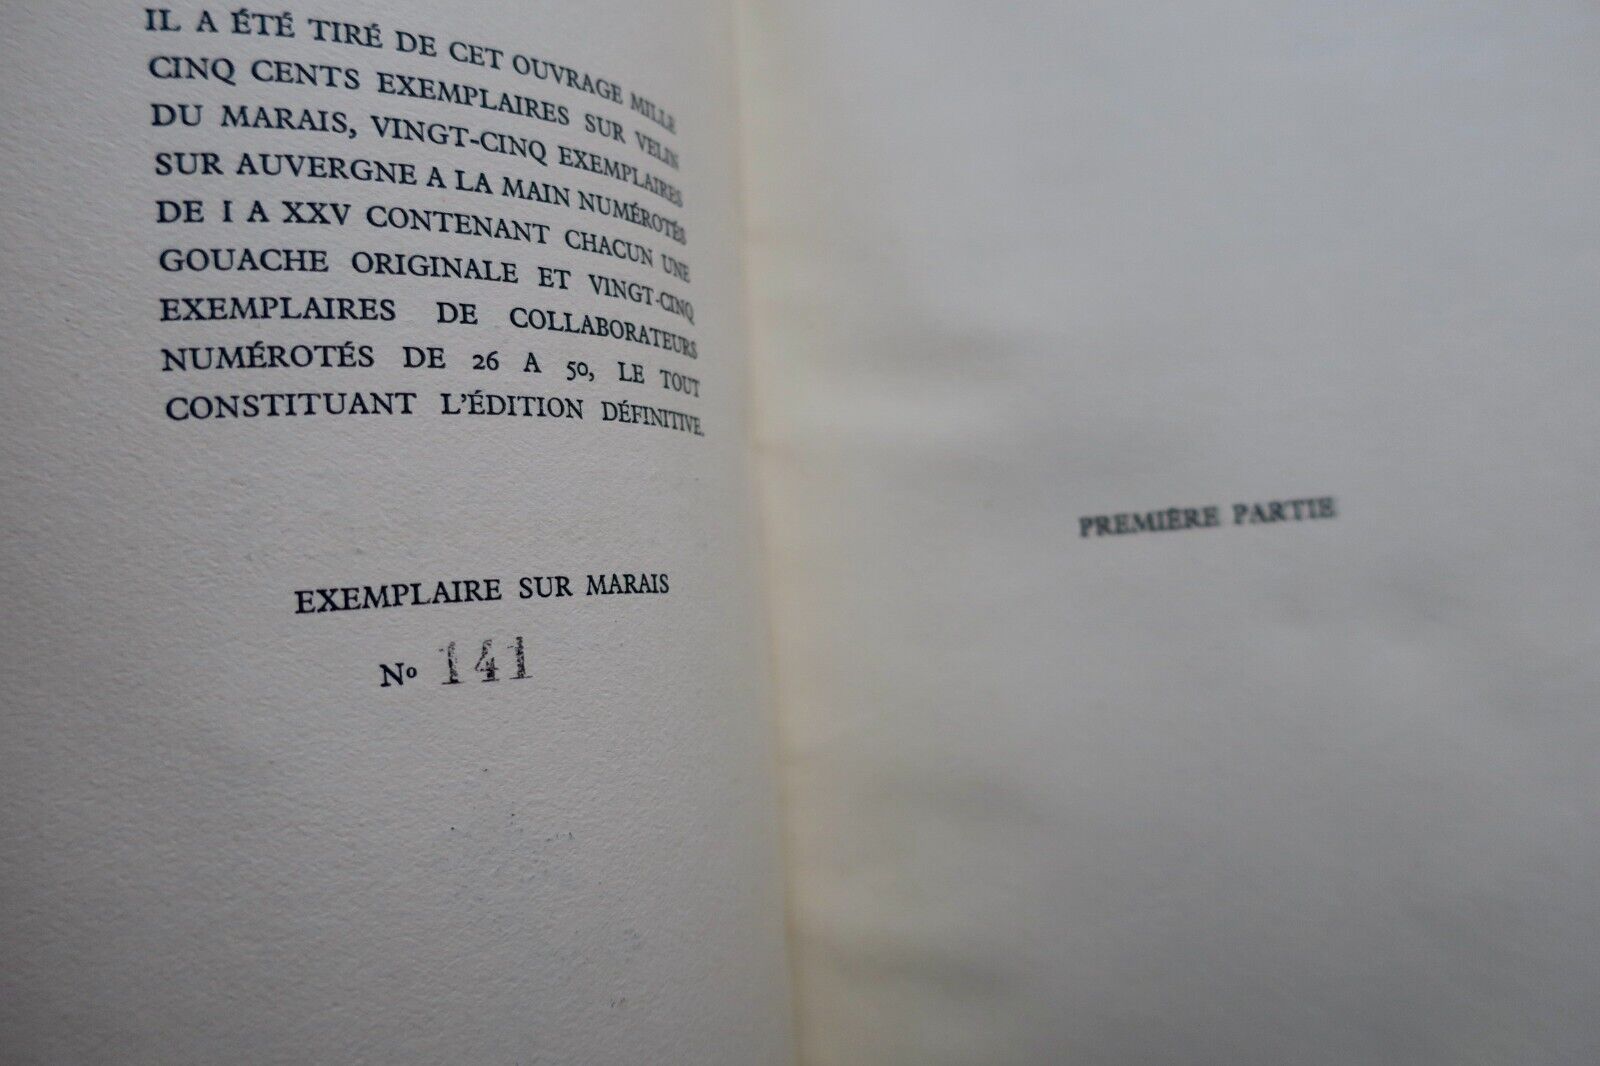 IL A ÉTÉ TIRÉ DE CET OUVRAGE MILLE
CINQ CENTS EXEMPLAIRES SUR VELIN
DU MARAIS, VINGT-CINQ EXEMPLAIRES
SUR AUVERGNE A LA MAIN NUMÉROTÉS
DE I A XXV CONTENANT CHACUN UNE
GOUACHE ORIGINALE ET VINGT-CINQ
EXEMPLAIRES DE COLLABORATEURS
NUMÉROTÉS DE 26 A 50, LE TOUT
CONSTITUANT L'ÉDITION DÉFINITIVE.
EXEMPLAIRE SUR MARAIS
Nº 141
PREMIÈRE PARTIE